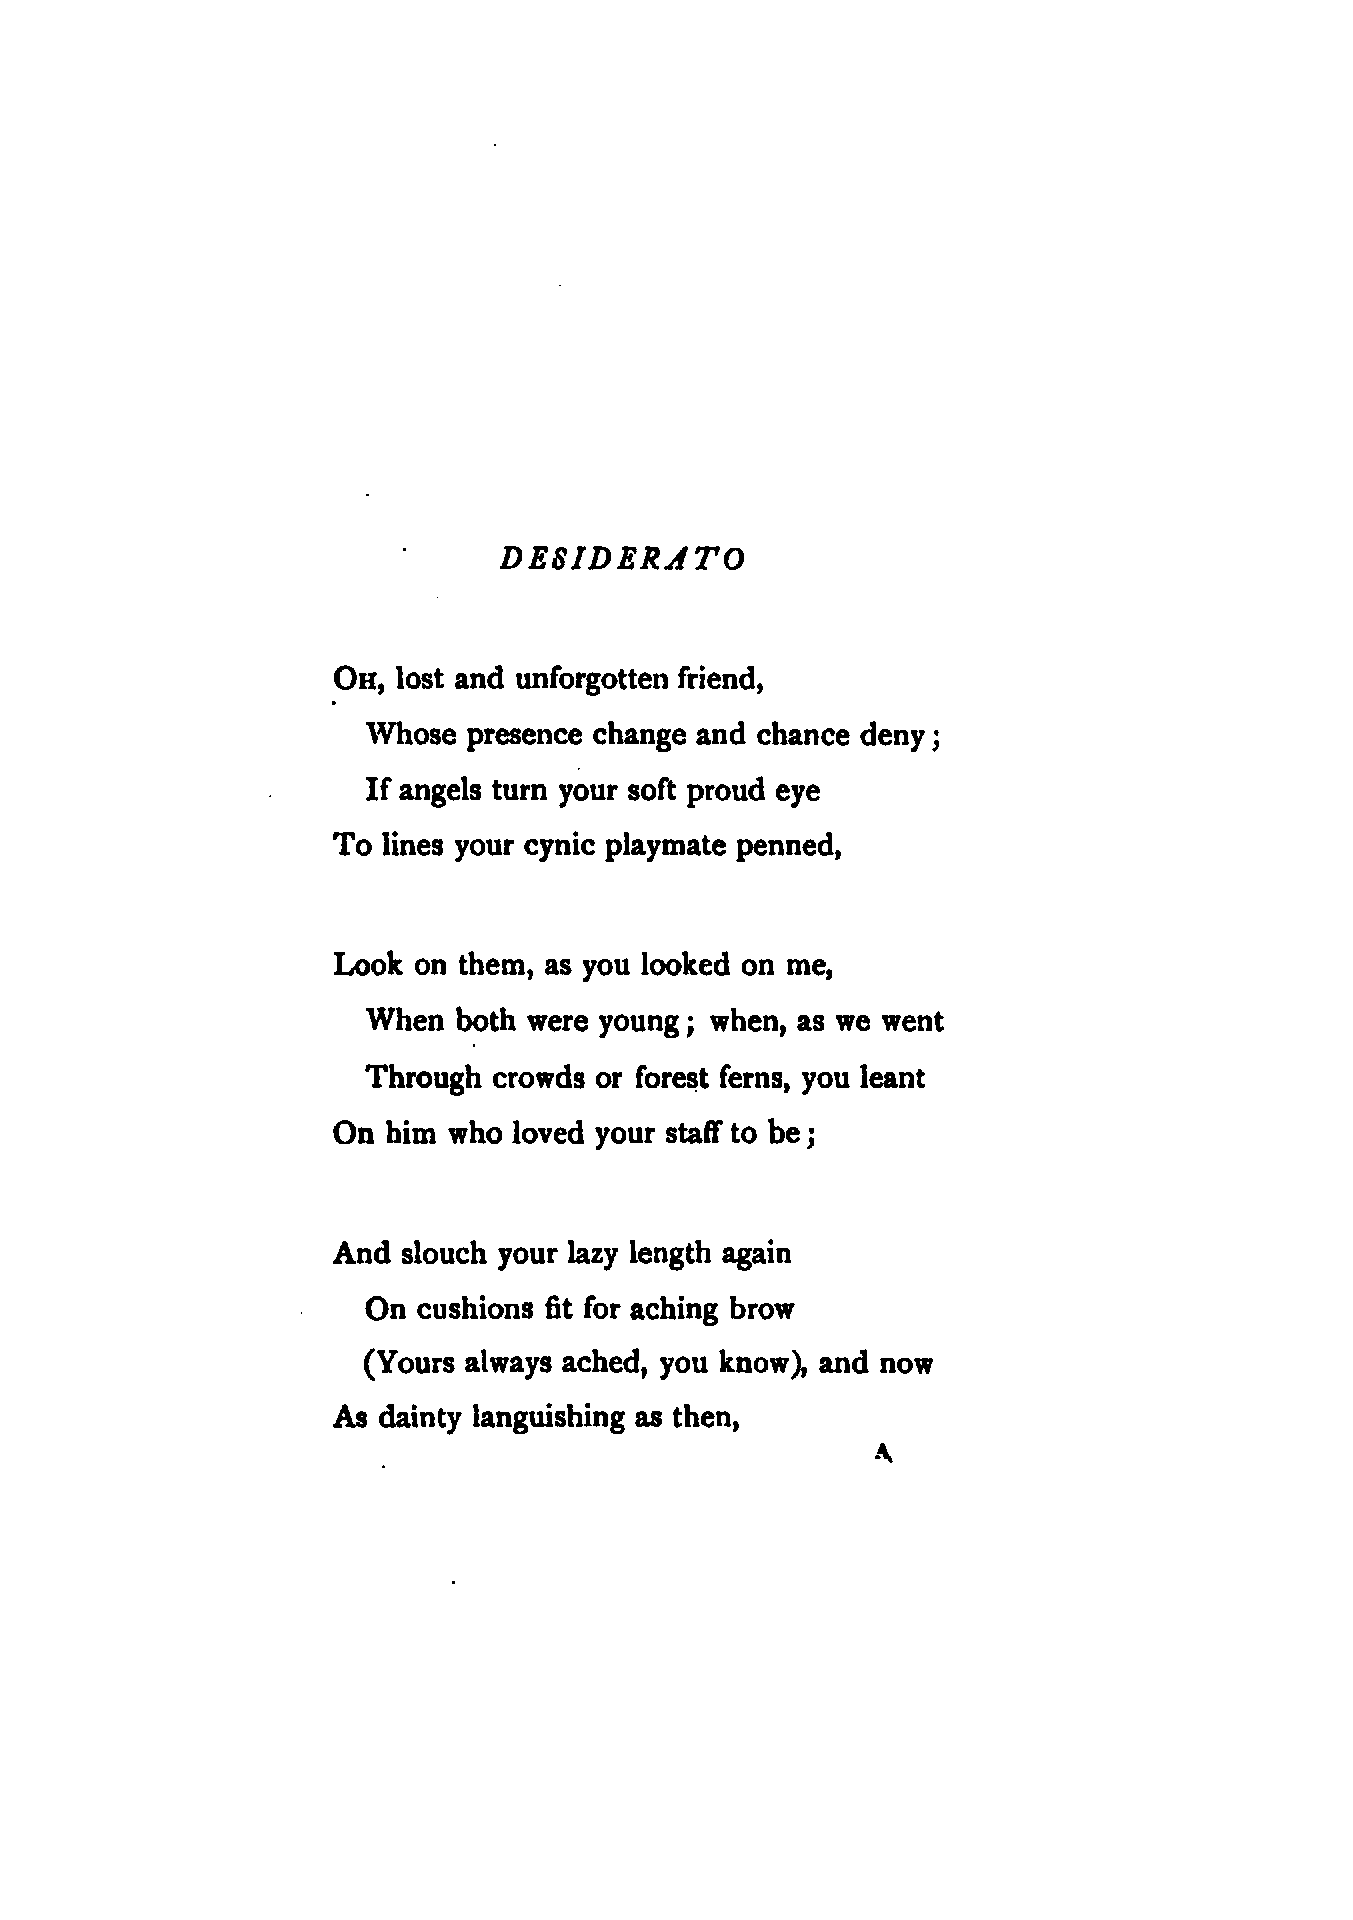 DESIDERATO
OH, lost and unforgotten friend,
Whose presence change and chance deny;
If angels turn your soft proud eye
To lines your cynic playmate penned,
Look on them, as you looked on me,
When both were young; when, as we went
Through crowds or forest ferns, you leant
On him who loved your staff to be;
And slouch your lazy length again
On cushions fit for aching brow
(Yours always ached, you know), and now
As dainty languishing as then,
A